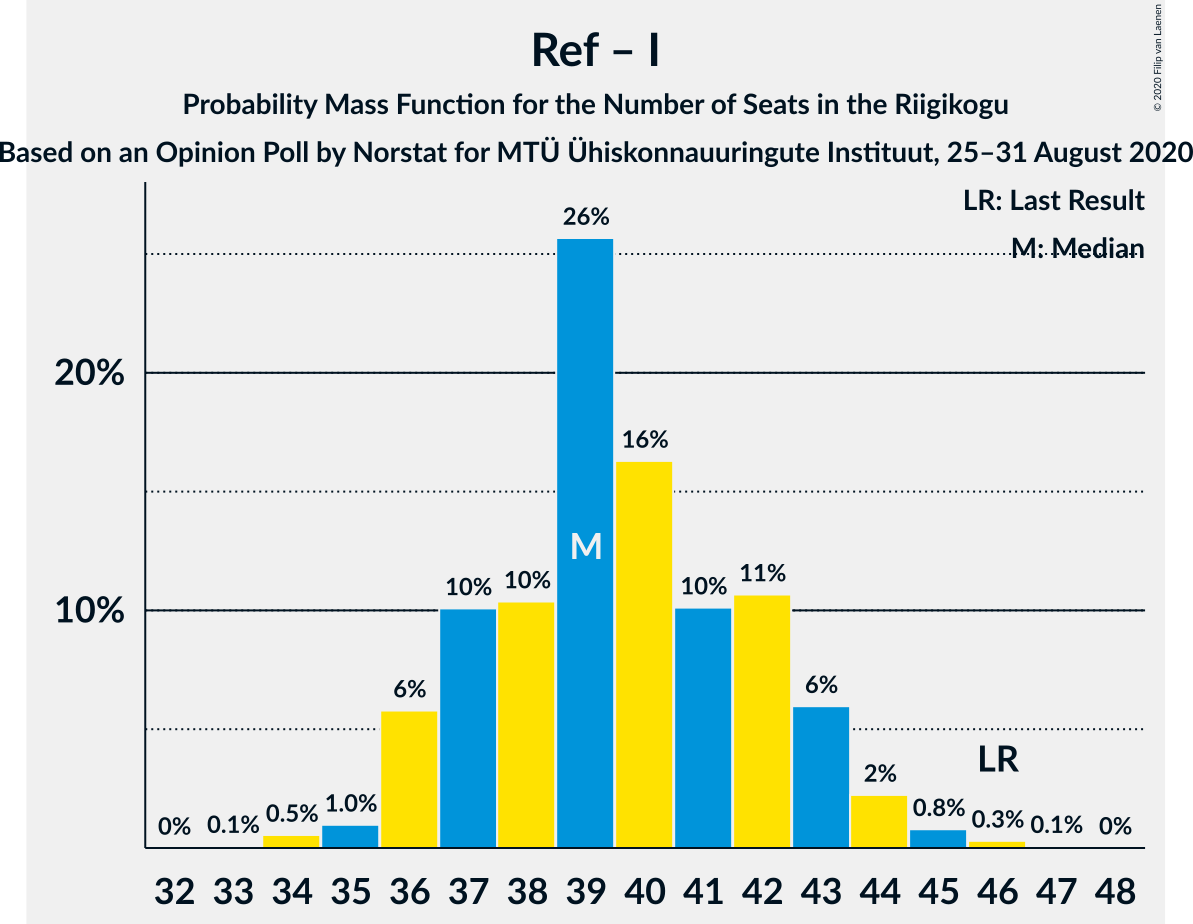 Ref – I
Probability Mass Function for the Number of Seats in the Riigikogu
Based on an Opinion Poll by Norstat for MTÜ Ühiskonnauuringute Instituut, 25–31 August 2020
© 2020 Filip van Laenen
LR: Last Result
M: Median
26%
20%
16%
M
10%
10% 10% 10% 11%
6% 6%
LR
2%
0% 0.1% 0.5% 1.0% 0.8% 0.3% 0.1% 0%
32 33 34 35 36 37 38 39 40 41 42 43 44 45 46 47 48